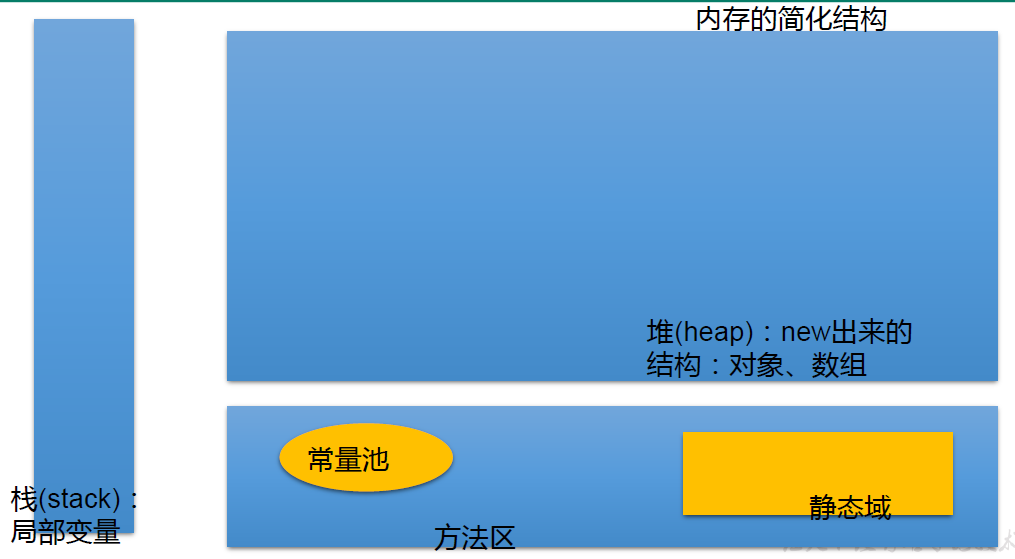 内存的简化结构
堆(heap)：new出来的
结构：对象、数组
常量池
静态域
栈(stack)：
局部变量
方法区